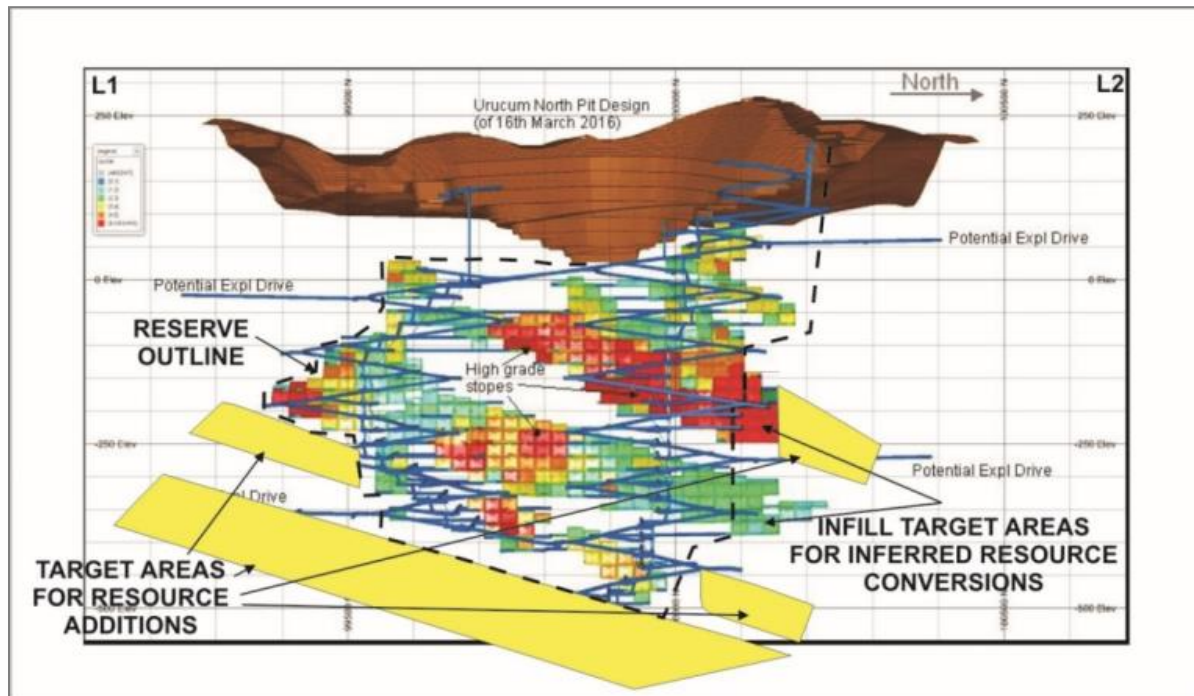 L1
L2
North
Urucum North Pit Design
(of 16th March 2016)
250 Elev
250 Elev
Potential Expl Drive
0 Elev
0 Elev
Potential Expl Drive
RESERVE
OUTLINE
High grade
stopes
-250 Elev
-250 Elev
Potential Expl Drive
Drive
INFILL TARGET AREAS
FOR INFERRED RESOURCE
CONVERSIONS
TARGET AREAS
FOR RESOURCE
ADDITIONS
-500 Elev